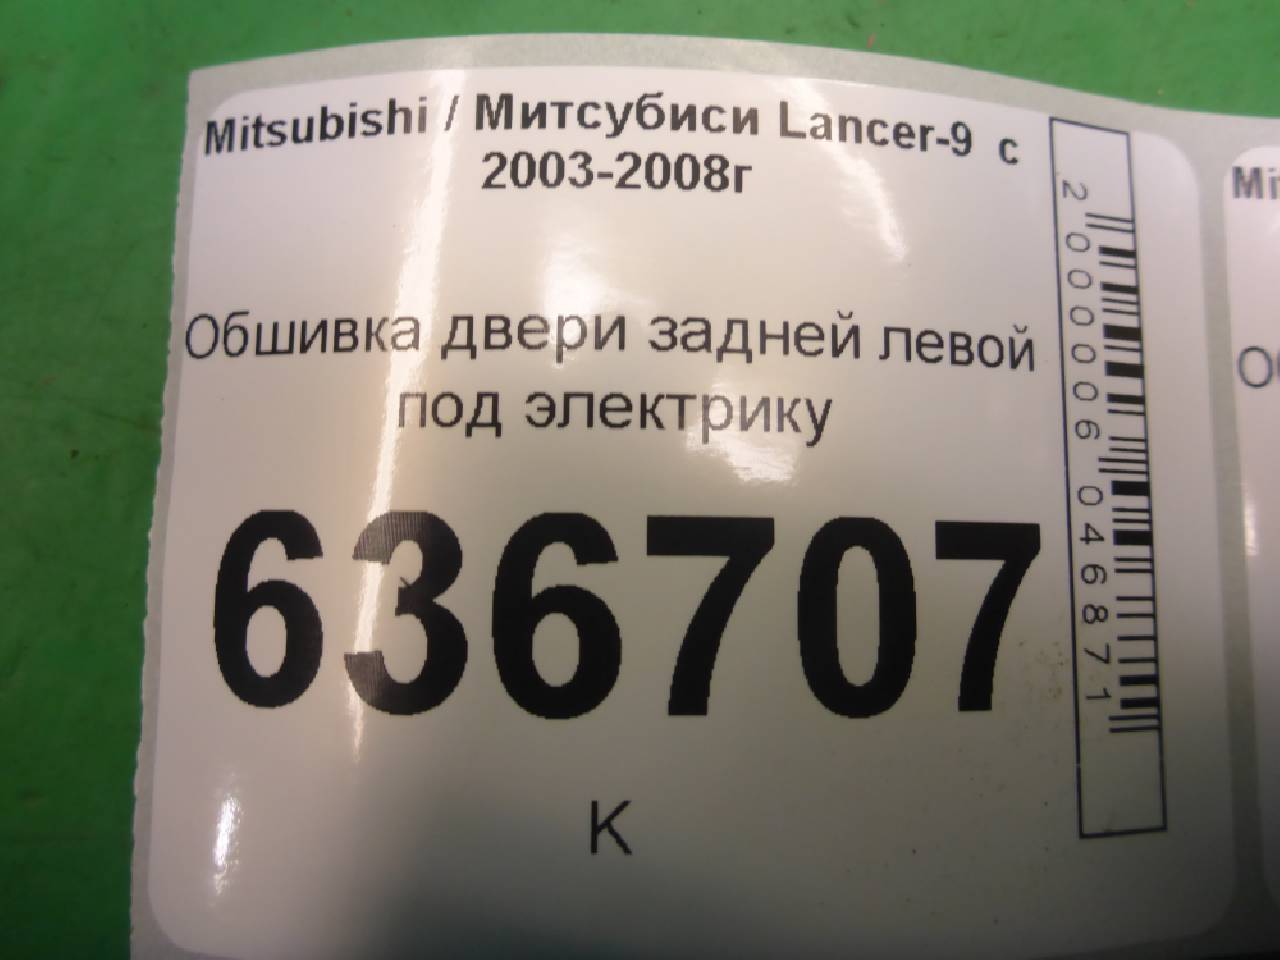 Mitsubishi / Митсубиси Lancer-9 с
2003-2008г
Обшивка двери задней левой
под электрику
636707
К
2000006046871